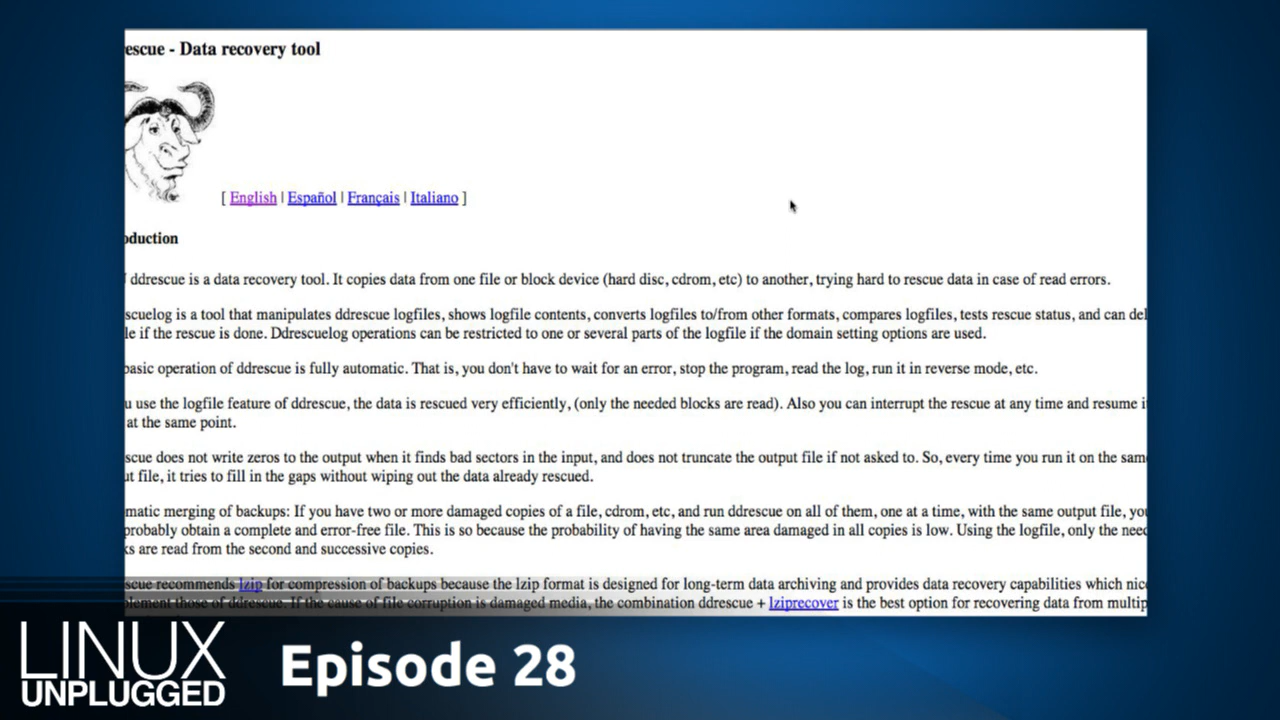 escue - Data recovery tool
[ English | Español | Français | Italiano ]
oduction
ddrescue is a data recovery tool. It copies data from one file or block device (hard disc, cdrom, etc) to another, trying hard to rescue data in case of read errors.
scuelog is a tool that manipulates ddrescue logfiles, shows logfile contents, converts logfiles to/from other formats, compares logfiles, tests rescue status, and can del
le if the rescue is done. Ddrescuelog operations can be restricted to one or several parts of the logfile if the domain setting options are used.
basic operation of ddrescue is fully automatic. That is, you don't have to wait for an error, stop the program, read the log, run it in reverse mode, etc.
u use the logfile feature of ddrescue, the data is rescued very efficiently, (only the needed blocks are read). Also you can interrupt the rescue at any time and resume i
at the same point.
scue does not write zeros to the output when it finds bad sectors in the input, and does not truncate the output file if not asked to. So, every time you run it on the sam
ut file, it tries to fill in the gaps without wiping out the data already rescued.
matic merging of backups: If you have two or more damaged copies of a file, cdrom, etc, and run ddrescue on all of them, one at a time, with the same output file, you
probably obtain a complete and error-free file. This is so because the probability of having the same area damaged in all copies is low. Using the logfile, only the need
ks are read from the second and successive copies.
scue recommends lzip for compression of backups because the lzip format is designed for long-term data archiving and provides data recovery capabilities which nic
plement those of ddrescue. If the cause of file corruption is damaged media, the combination ddrescue + lziprecover is the best option for recovering data from multip
LINUX
UNPLUGGED
Episode 28